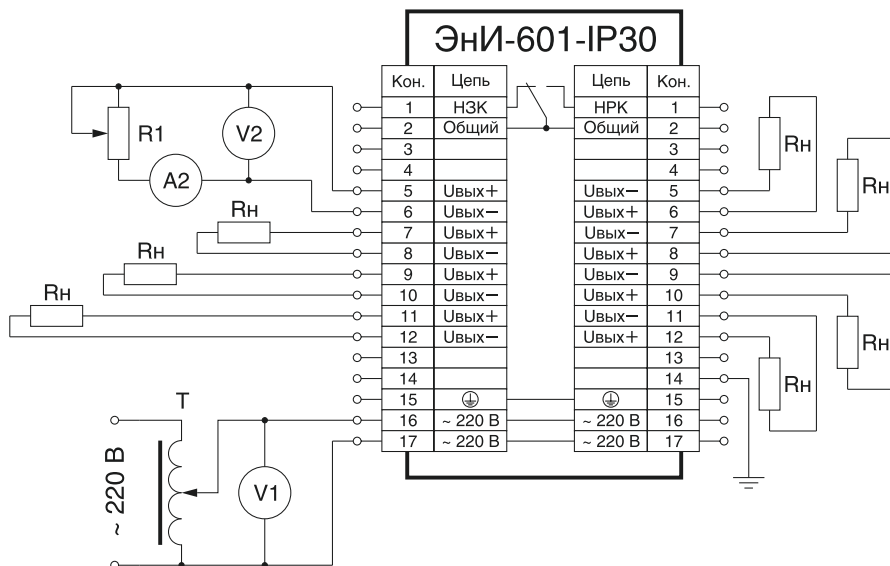 ЭнИ-601-IP30
Кон. Цепь Цепь Кон.
1 НЗК НРК 1
2 Общий Общий 2
3 3
4 4
5 Uвых+ Uвых− 5
6 Uвых− Uвых+ 6
7 Uвых+ Uвых− 7
8 Uвых− Uвых+ 8
9 Uвых+ Uвых− 9
10 Uвых− Uвых+ 10
11 Uвых+ Uвых− 11
12 Uвых− Uвых+ 12
13 13
14 14
15 15
16 ~ 220 В ~ 220 В 16
17 ~ 220 В ~ 220 В 17
R1
V2
A2
Rн
Rн
Rн
T
~ 220 В
V1
Rн
Rн
Rн
Rн